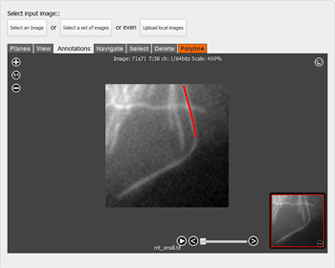 Select input image::
Select an Image or Select a set of images or even Upload local images
Planes View Annotations Navigate Select Delete Polyline
Image: 71x71 T:38 ch: 1/64bits Scale: 400%
mt_small.tif